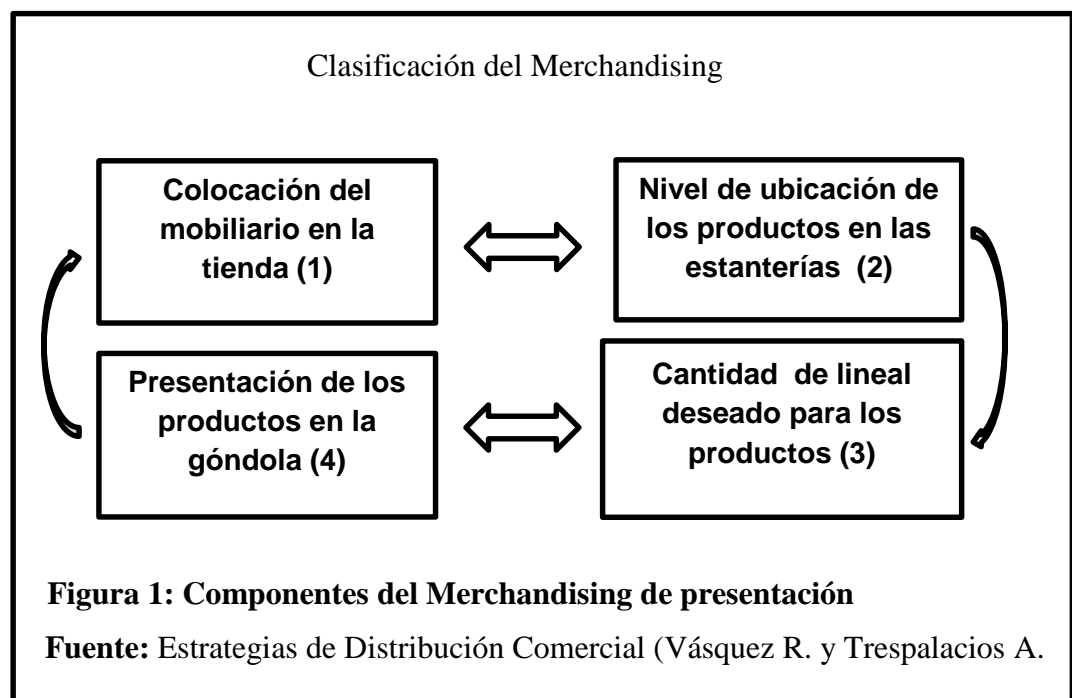 Clasificación del Merchandising
Colocación del
mobiliario en la
tienda (1)
Nivel de ubicación de
los productos en las
estanterías (2)
Presentación de los
productos en la
góndola (4)
Cantidad de lineal
deseado para los
productos (3)
Figura 1: Componentes del Merchandising de presentación
Fuente: Estrategias de Distribución Comercial (Vásquez R. y Trespalacios A.